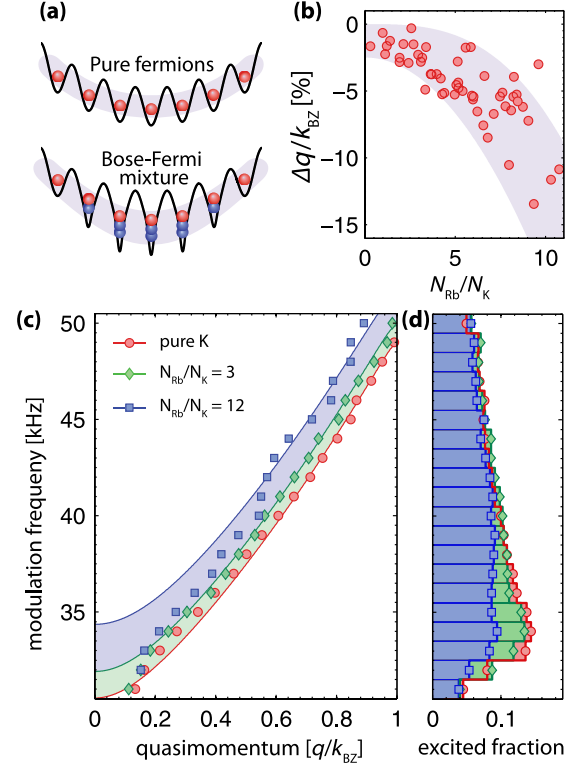 (a)
Pure fermions
Bose-Fermi
mixture
(b)
0%
−5
−10
−15
Δq/k_BZ [%]
0
5
10
N_Rb/N_K
(c)
pure K
N_Rb/N_K = 3
N_Rb/N_K = 12
50
45
40
35
modulation frequeny [kHz]
0
0.2
0.4
0.6
0.8
1
quasimomentum [q/k_BZ]
(d)
0
0.1
excited fraction